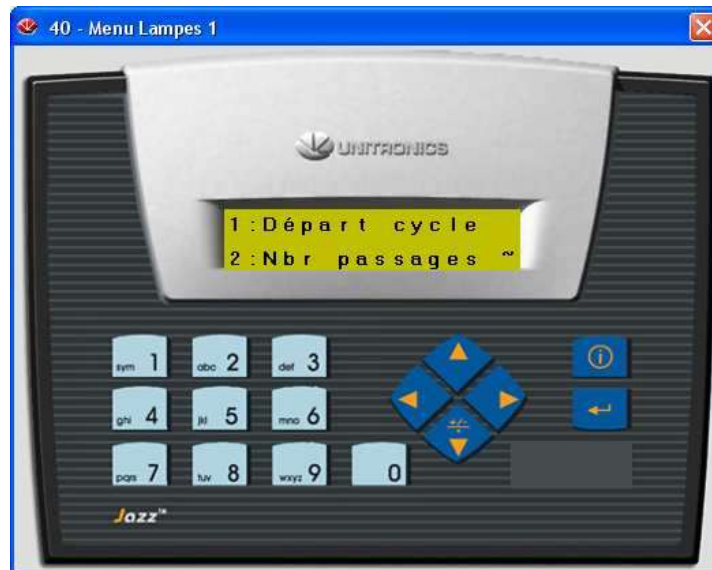 40 - Menu Lampes 1
UNITRONICS
1:Départ cycle
2:Nbr passages ~
sym 1
abc 2
def 3
ghi 4
jkl 5
mno 6
+/-
pqrs 7
tuv 8
wxyz 9
0
Jazz™